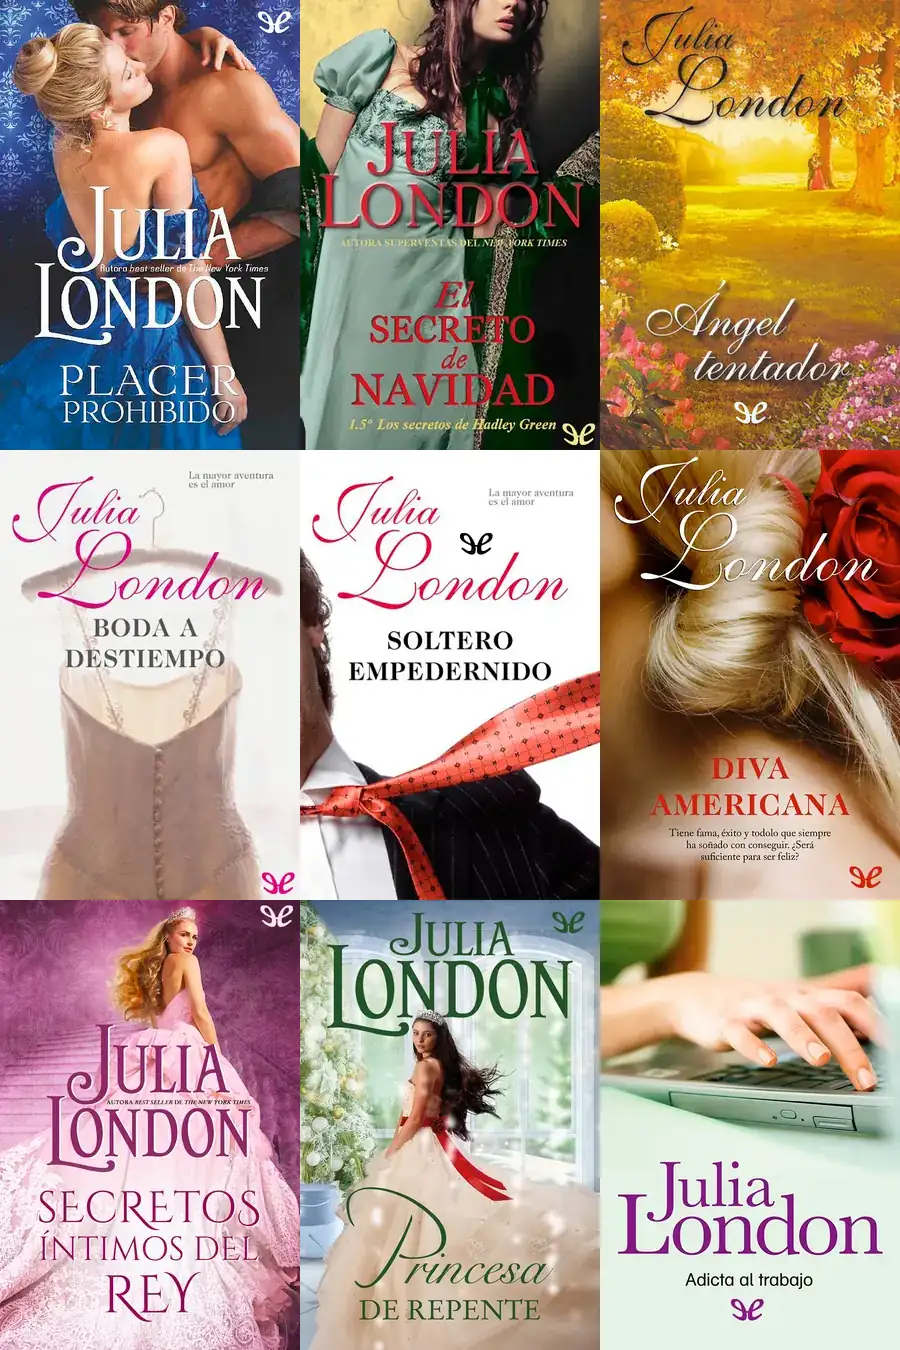 JULIA
Autora best seller de The New York Times
LONDON
PLACER
PROHIBIDO
JULIA
LONDON
AUTORA SUPERVENTAS DEL NEW YORK TIMES
El
SECRETO
de
NAVIDAD
1.5º Los secretos de Hadley Green
Julia
London
Ángel
tentador
La mayor aventura
es el amor
Julia
London
BODA A
DESTIEMPO
La mayor aventura
es el amor
Julia
London
SOLTERO
EMPEDERNIDO
Julia
London
DIVA
AMERICANA
Tiene fama, éxito y todolo que siempre
ha soñado con conseguir. ¿Será
suficiente para ser feliz?
JULIA
AUTORA BEST SELLER DE THE NEW YORK TIMES
LONDON
SECRETOS
ÍNTIMOS DEL
REY
JULIA
LONDON
Princesa
DE REPENTE
Julia
London
Adicta al trabajo